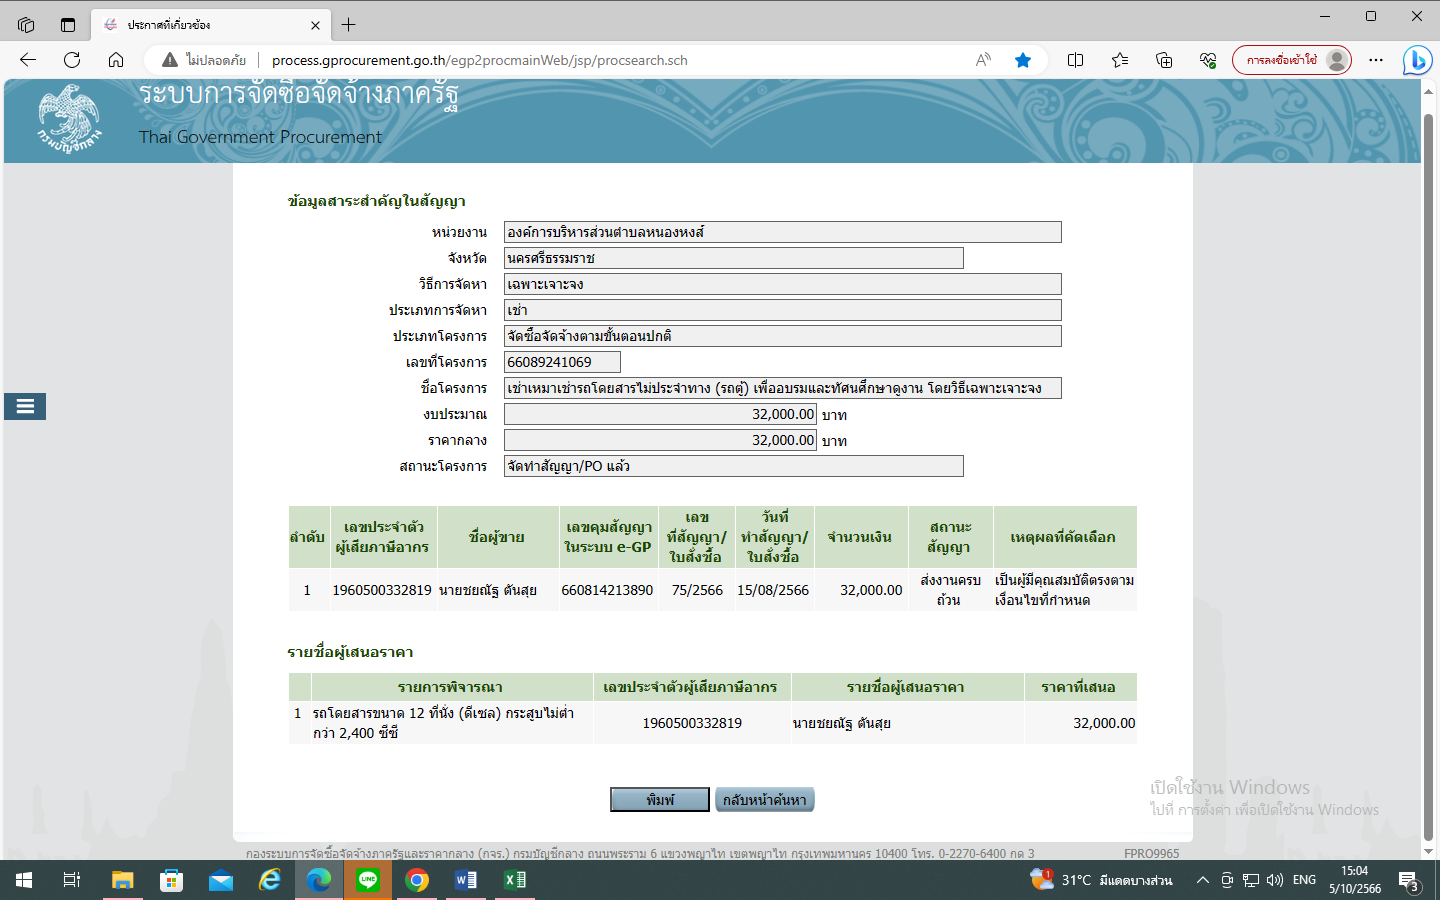 ประกาศที่เกี่ยวข้อง
ไม่ปลอดภัย
process.gprocurement.go.th/egp2procmainWeb/jsp/procsearch.sch
การลงชื่อเข้าใช้
ระบบการจัดซื้อจัดจ้างภาครัฐ
Thai Government Procurement
กรมบัญชีกลาง
ข้อมูลสาระสำคัญในสัญญา
หน่วยงาน องค์การบริหารส่วนตำบลหนองหงส์
จังหวัด นครศรีธรรมราช
วิธีการจัดหา เฉพาะเจาะจง
ประเภทการจัดหา เช่า
ประเภทโครงการ จัดซื้อจัดจ้างตามขั้นตอนปกติ
เลขที่โครงการ 66089241069
ชื่อโครงการ เช่าเหมาเช่ารถโดยสารไม่ประจำทาง (รถตู้) เพื่ออบรมและทัศนศึกษาดูงาน โดยวิธีเฉพาะเจาะจง
งบประมาณ 32,000.00 บาท
ราคากลาง 32,000.00 บาท
สถานะโครงการ จัดทำสัญญา/PO แล้ว
ลำดับ เลขประจำตัวผู้เสียภาษีอากร ชื่อผู้ขาย เลขคุมสัญญาในระบบ e-GP เลขที่สัญญา/ใบสั่งซื้อ วันที่ทำสัญญา/ใบสั่งซื้อ จำนวนเงิน สถานะสัญญา เหตุผลที่คัดเลือก
1 1960500332819 นายชยณัฐ ตันสุย 660814213890 75/2566 15/08/2566 32,000.00 ส่งงานครบถ้วน เป็นผู้มีคุณสมบัติตรงตามเงื่อนไขที่กำหนด
รายชื่อผู้เสนอราคา
รายการพิจารณา เลขประจำตัวผู้เสียภาษีอากร รายชื่อผู้เสนอราคา ราคาที่เสนอ
1 รถโดยสารขนาด 12 ที่นั่ง (ดีเซล) กระสูบไม่ต่ำกว่า 2,400 ซีซี 1960500332819 นายชยณัฐ ตันสุย 32,000.00
พิมพ์ กลับหน้าค้นหา
เปิดใช้งาน Windows
ไปที่ การตั้งค่า เพื่อเปิดใช้งาน Windows
กองระบบการจัดซื้อจัดจ้างภาครัฐและราคากลาง (กจร.) กรมบัญชีกลาง ถนนพระราม 6 แขวงพญาไท เขตพญาไท กรุงเทพมหานคร 10400 โทร. 0-2270-6400 กด 3 FPRO9965
1 31°C มีแดดบางส่วน ENG 15:04
5/10/2566 3